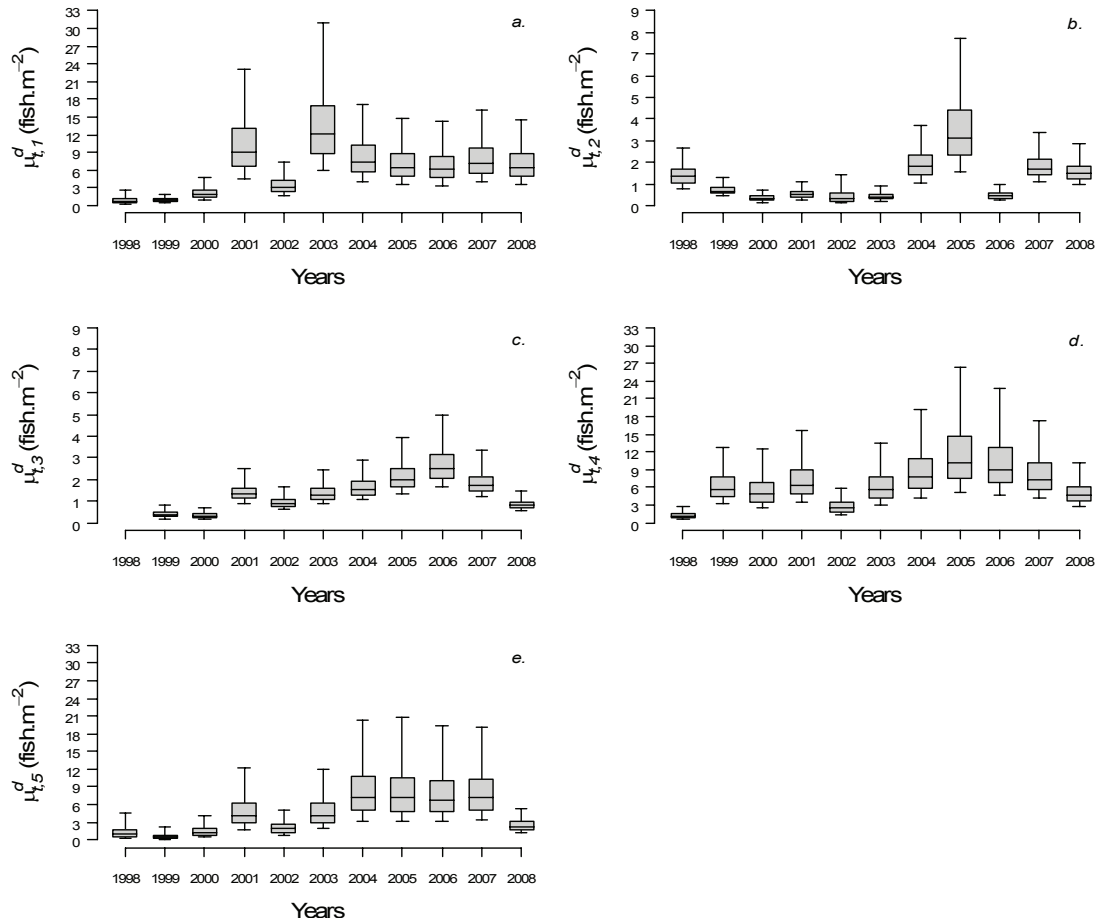 a.
μ^d_{t,1} (fish.m^{−2})
33
30
27
24
21
18
15
12
9
6
3
0
1998 1999 2000 2001 2002 2003 2004 2005 2006 2007 2008
Years
b.
μ^d_{t,2} (fish.m^{−2})
9
8
7
6
5
4
3
2
1
0
1998 1999 2000 2001 2002 2003 2004 2005 2006 2007 2008
Years
c.
μ^d_{t,3} (fish.m^{−2})
9
8
7
6
5
4
3
2
1
0
1998 1999 2000 2001 2002 2003 2004 2005 2006 2007 2008
Years
d.
μ^d_{t,4} (fish.m^{−2})
33
30
27
24
21
18
15
12
9
6
3
0
1998 1999 2000 2001 2002 2003 2004 2005 2006 2007 2008
Years
e.
μ^d_{t,5} (fish.m^{−2})
33
30
27
24
21
18
15
12
9
6
3
0
1998 1999 2000 2001 2002 2003 2004 2005 2006 2007 2008
Years